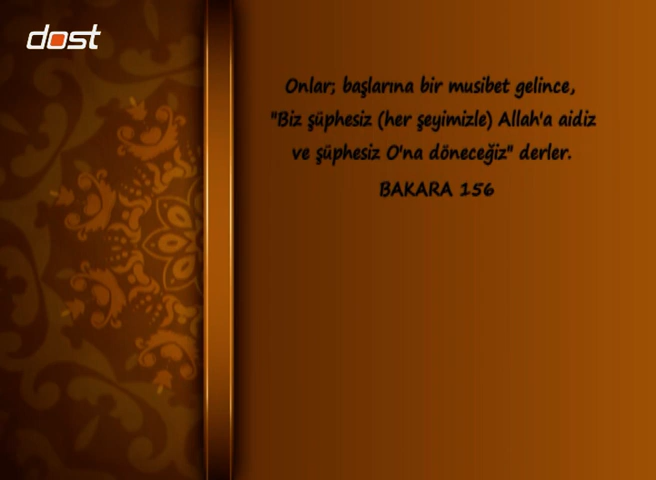 dost
Onlar; başlarına bir musibet gelince,
"Biz şüphesiz (her şeyimizle) Allah'a aidiz
ve şüphesiz O'na döneceğiz" derler.
BAKARA 156